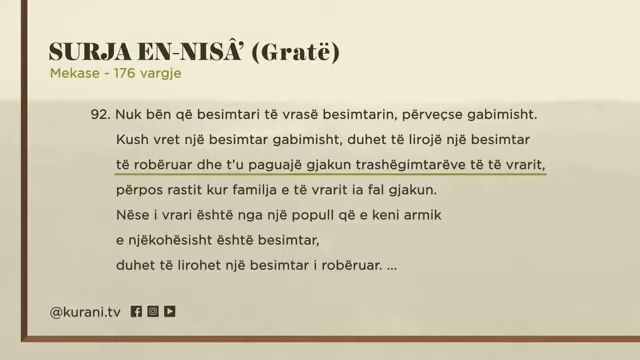 SURJA EN-NISÂ’ (Gratë)
Mekase - 176 vargje
92. Nuk bën që besimtari të vrasë besimtarin, përveçse gabimisht.
Kush vret një besimtar gabimisht, duhet të lirojë një besimtar
të robëruar dhe t’u paguajë gjakun trashëgimtarëve të të vrarit,
përpos rastit kur familja e të vrarit ia fal gjakun.
Nëse i vrari është nga një popull që e keni armik
e njëkohësisht është besimtar,
duhet të lirohet një besimtar i robëruar. ...
@kurani.tv